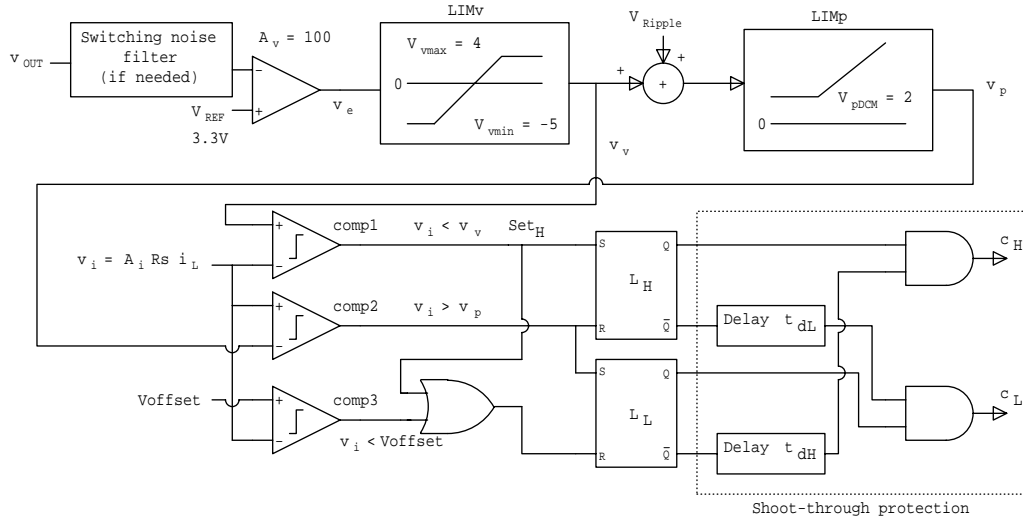 LIMv
LIMp
V Ripple
Switching noise
filter
(if needed)
A v = 100
v OUT
V REF
3.3V
v e
V vmax = 4
0
V vmin = -5
+
+
+
V pDCM = 2
0
v p
v v
- 
+
comp1
v i < v v
Set H
v i = A i Rs i L
+
-
comp2
v i > v p
+
-
Voffset
comp3
v i < Voffset
+
-
S
Q
L H
R
Q
S
Q
L L
R
Q
Delay t dL
Delay t dH
c H
c L
Shoot-through protection